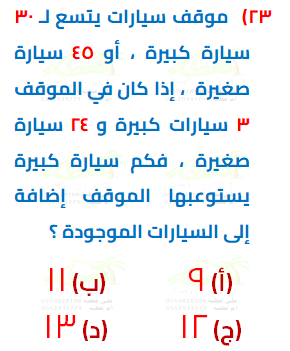 ٢٣) موقف سيارات يتسع لـ ٣٠
سيارة كبيرة ، أو ٤٥ سيارة
صغيرة ، إذا كان في الموقف
٣ سيارات كبيرة و ٢٤ سيارة
صغيرة ، فكم سيارة كبيرة
يستوعبها الموقف إضافة
إلى السيارات الموجودة ؟
(أ) ٩ (ب) ١١
(ج) ١٢ (د) ١٣